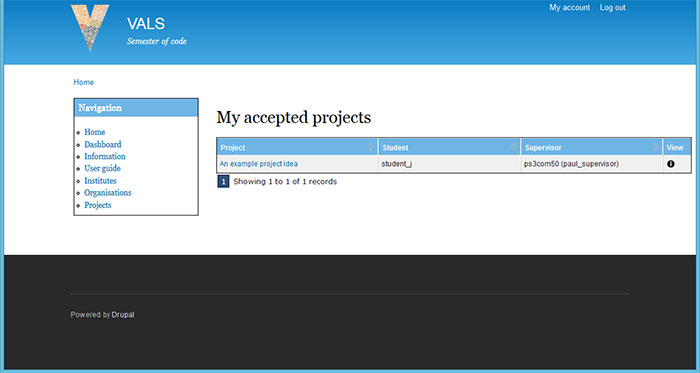 My account Log out
VALS
Semester of code
Home
Navigation
Home
Dashboard
Information
User guide
Institutes
Organisations
Projects
My accepted projects
Project Student Supervisor View
An example project idea student_j ps3com50 (paul_supervisor)
1 Showing 1 to 1 of 1 records
Powered by Drupal